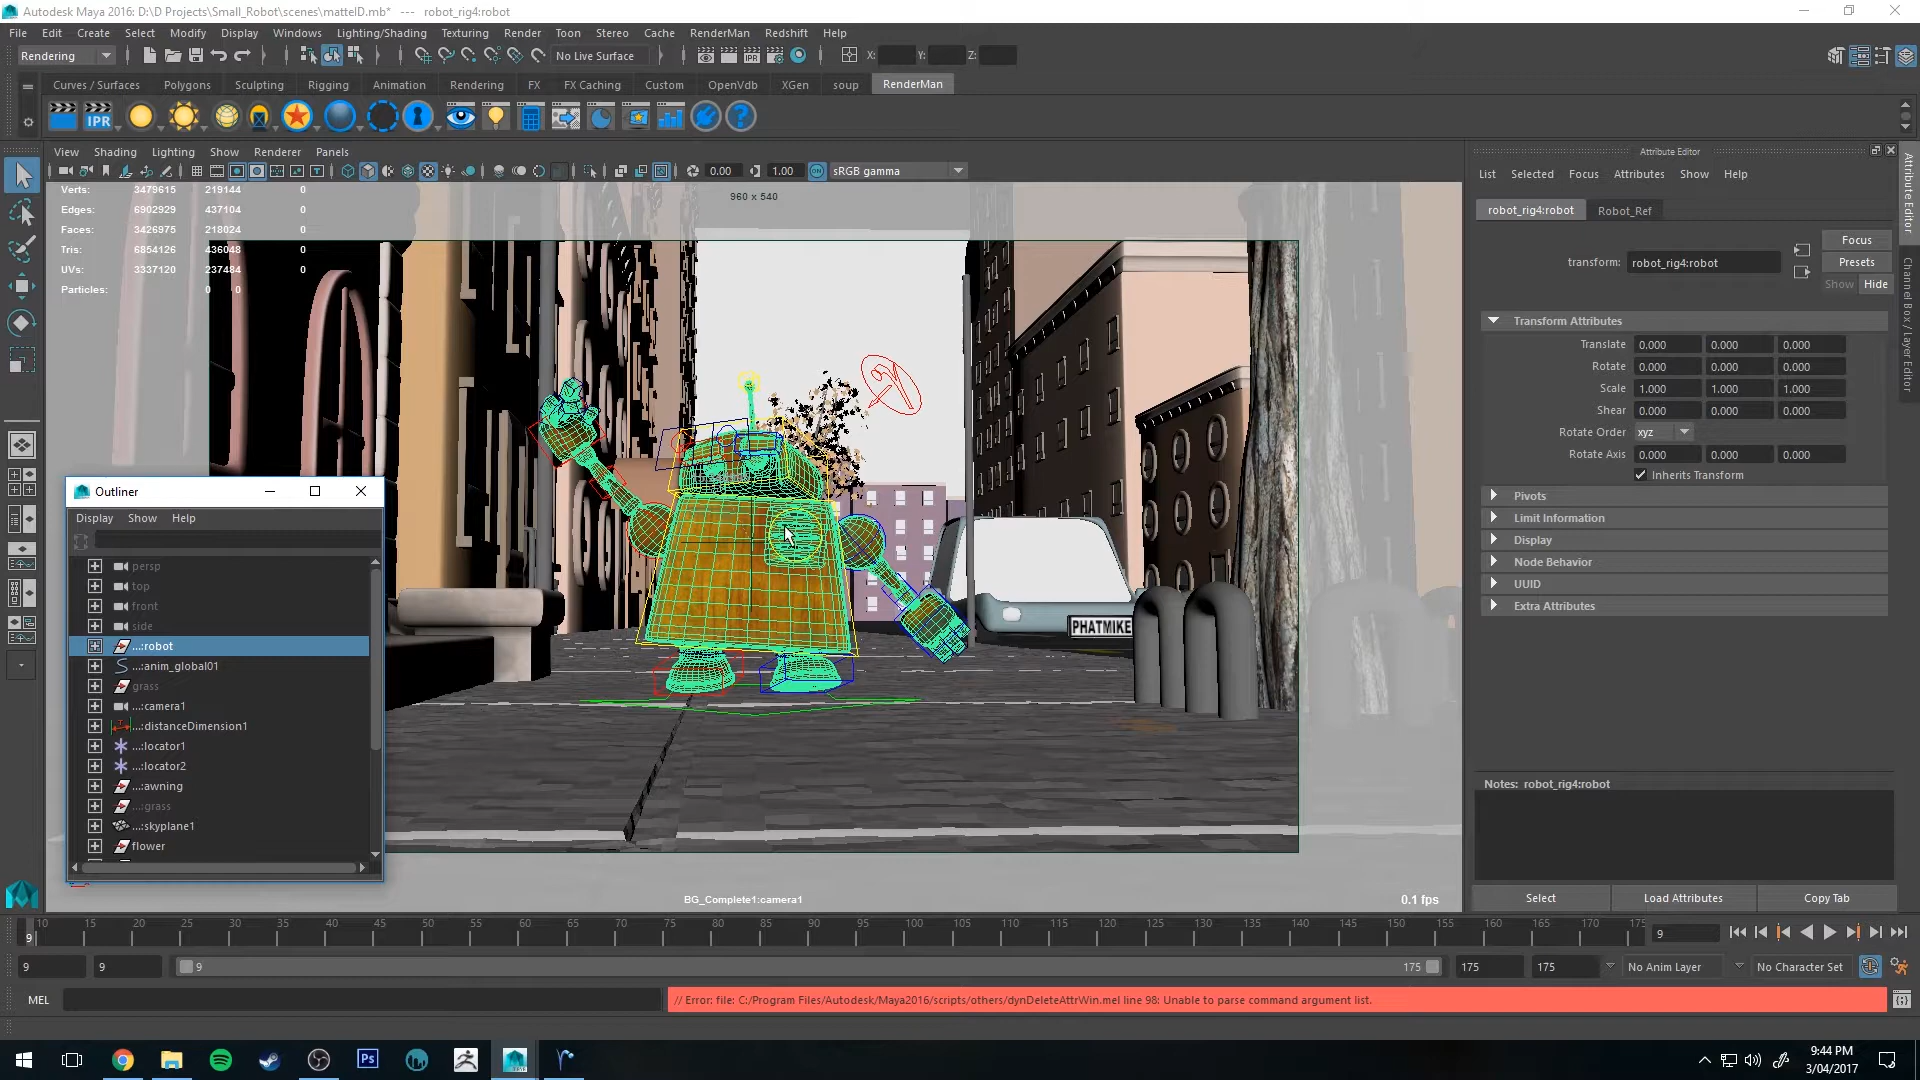 Autodesk Maya 2016: D:\D Projects\Small_Robot\scenes\matteID.mb*   ---   robot_rig4:robot
File Edit Create Select Modify Display Windows Lighting/Shading Texturing Render Toon Stereo Cache RenderMan Redshift Help
Rendering No Live Surface X: Y: Z:
Curves / Surfaces Polygons Sculpting Rigging Animation Rendering FX FX Caching Custom OpenVdb XGen soup RenderMan
IPR
View Shading Lighting Show Renderer Panels
0.00 1.00 ON sRGB gamma
960 x 540
Verts: 3479615 219144 0
Edges: 6902929 437104 0
Faces: 3426975 218024 0
Tris: 6854126 436048 0
UVs: 3337120 237484 0
Particles: 0 0
PHATMIKE
BG_Complete1:camera1
0.1 fps
Outliner
Display Show Help
persp
top
front
side
...:robot
...:anim_global01
grass
...:camera1
...:distanceDimension1
...:locator1
...:locator2
...:awning
...:grass
...:skyplane1
flower
Attribute Editor
List Selected Focus Attributes Show Help
robot_rig4:robot Robot_Ref
Focus
transform: robot_rig4:robot
Presets
Show Hide
Transform Attributes
Translate 0.000 0.000 0.000
Rotate 0.000 0.000 0.000
Scale 1.000 1.000 1.000
Shear 0.000 0.000 0.000
Rotate Order xyz
Rotate Axis 0.000 0.000 0.000
Inherits Transform
Pivots
Limit Information
Display
Node Behavior
UUID
Extra Attributes
Notes: robot_rig4:robot
Select Load Attributes Copy Tab
Attribute Editor
Channel Box / Layer Editor
10 15 20 25 30 35 40 45 50 55 60 65 70 75 80 85 90 95 100 105 110 115 120 125 130 135 140 145 150 155 160 165 170 175
9 9
9 9 9 175 175 175 No Anim Layer No Character Set
MEL // Error: file: C:/Program Files/Autodesk/Maya2016/scripts/others/dynDeleteAttrWin.mel line 98: Unable to parse command argument list.
Ps
9:44 PM
3/04/2017